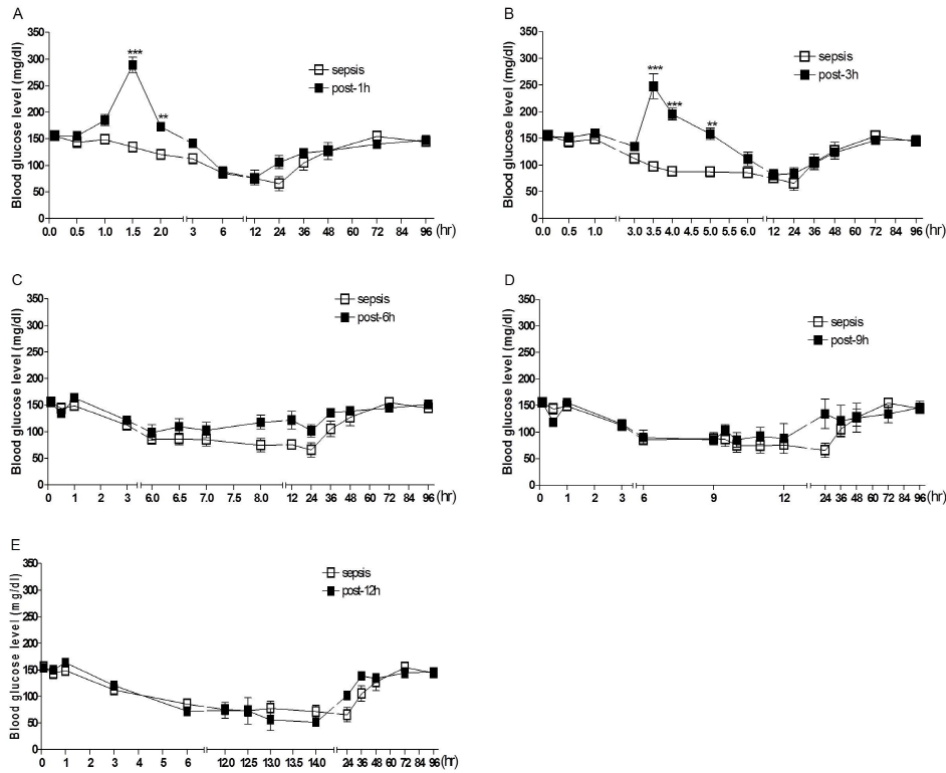 A
Blood glucose level (mg/dl)
350
300
250
200
150
100
50
0
sepsis
post-1h
***
**
0.0 0.5 1.0 1.5 2.0 3 6 12 24 36 48 60 72 84 96 (hr)
B
Blood glucose level (mg/dl)
350
300
250
200
150
100
50
0
sepsis
post-3h
***
***
**
0.0 0.5 1.0 3.0 3.5 4.0 4.5 5.0 5.5 6.0 12 24 36 48 60 72 84 96 (hr)
C
Blood glucose level (mg/dl)
350
300
250
200
150
100
50
0
sepsis
post-6h
0 1 2 3 6.0 6.5 7.0 7.5 8.0 12 24 36 48 60 72 84 96 (hr)
D
Blood glucose level (mg/dl)
350
300
250
200
150
100
50
0
sepsis
post-9h
0 1 2 3 6 9 12 24 36 48 60 72 84 96 (hr)
E
Blood glucose level (mg/dl)
350
300
250
200
150
100
50
0
sepsis
post-12h
0 1 2 3 4 5 6 12.0 12.5 13.0 13.5 14.0 24 36 48 60 72 84 96 (hr)